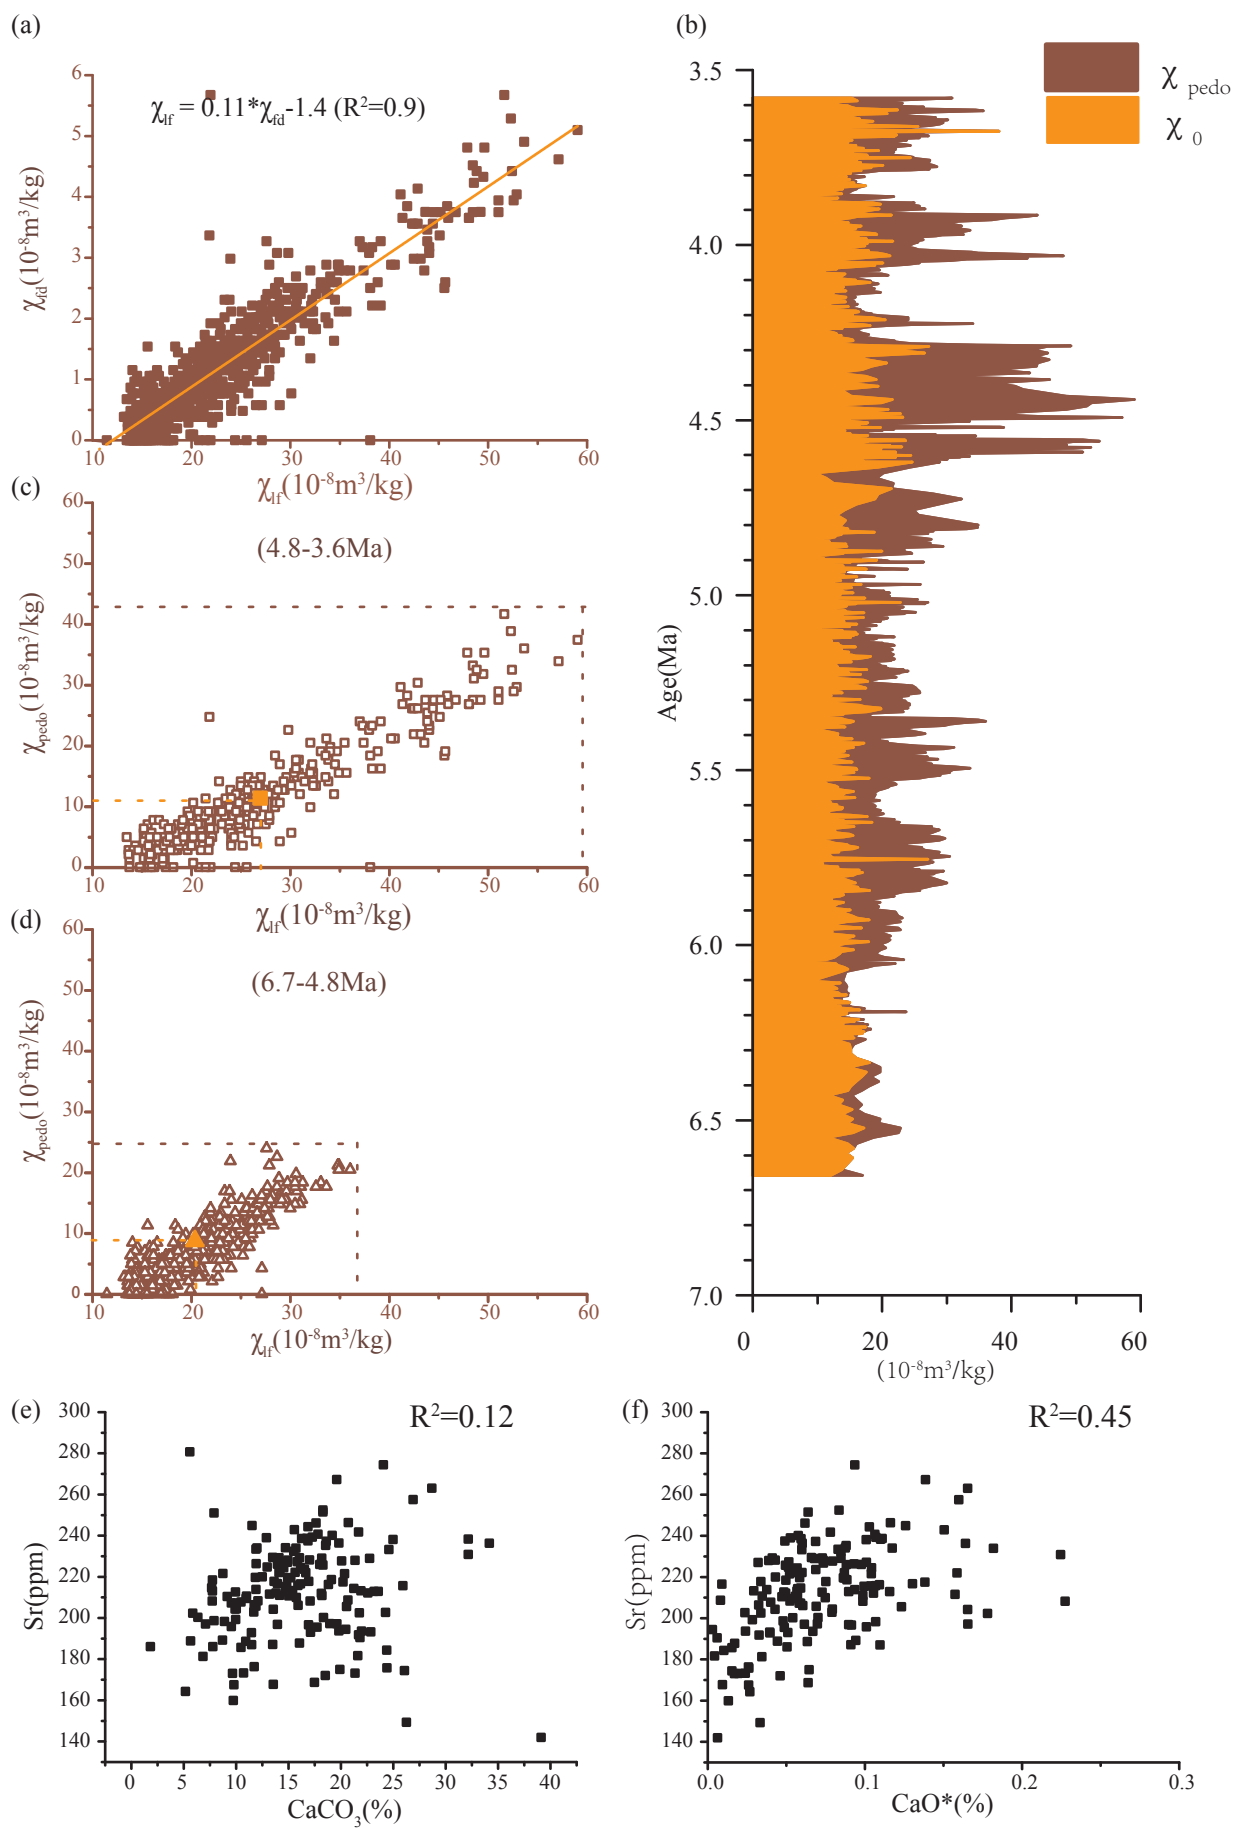 (a)
χlf = 0.11*χfd-1.4 (R²=0.9)
χfd(10⁻⁸m³/kg)
6
5
4
3
2
1
0
10 20 30 40 50 60
χlf(10⁻⁸m³/kg)
(b)
χ pedo
χ 0
Age(Ma)
3.5
4.0
4.5
5.0
5.5
6.0
6.5
7.0
0 20 40 60
(10⁻⁸m³/kg)
(c)
(4.8-3.6Ma)
χpedo(10⁻⁸m³/kg)
60
50
40
30
20
10
0
10 20 30 40 50 60
χlf(10⁻⁸m³/kg)
(d)
(6.7-4.8Ma)
χpedo(10⁻⁸m³/kg)
60
50
40
30
20
10
0
10 20 30 40 50 60
χlf(10⁻⁸m³/kg)
(e)
R²=0.12
Sr(ppm)
300
280
260
240
220
200
180
160
140
0 5 10 15 20 25 30 35 40
CaCO₃(%)
(f)
R²=0.45
Sr(ppm)
300
280
260
240
220
200
180
160
140
0.0 0.1 0.2 0.3
CaO*(%)